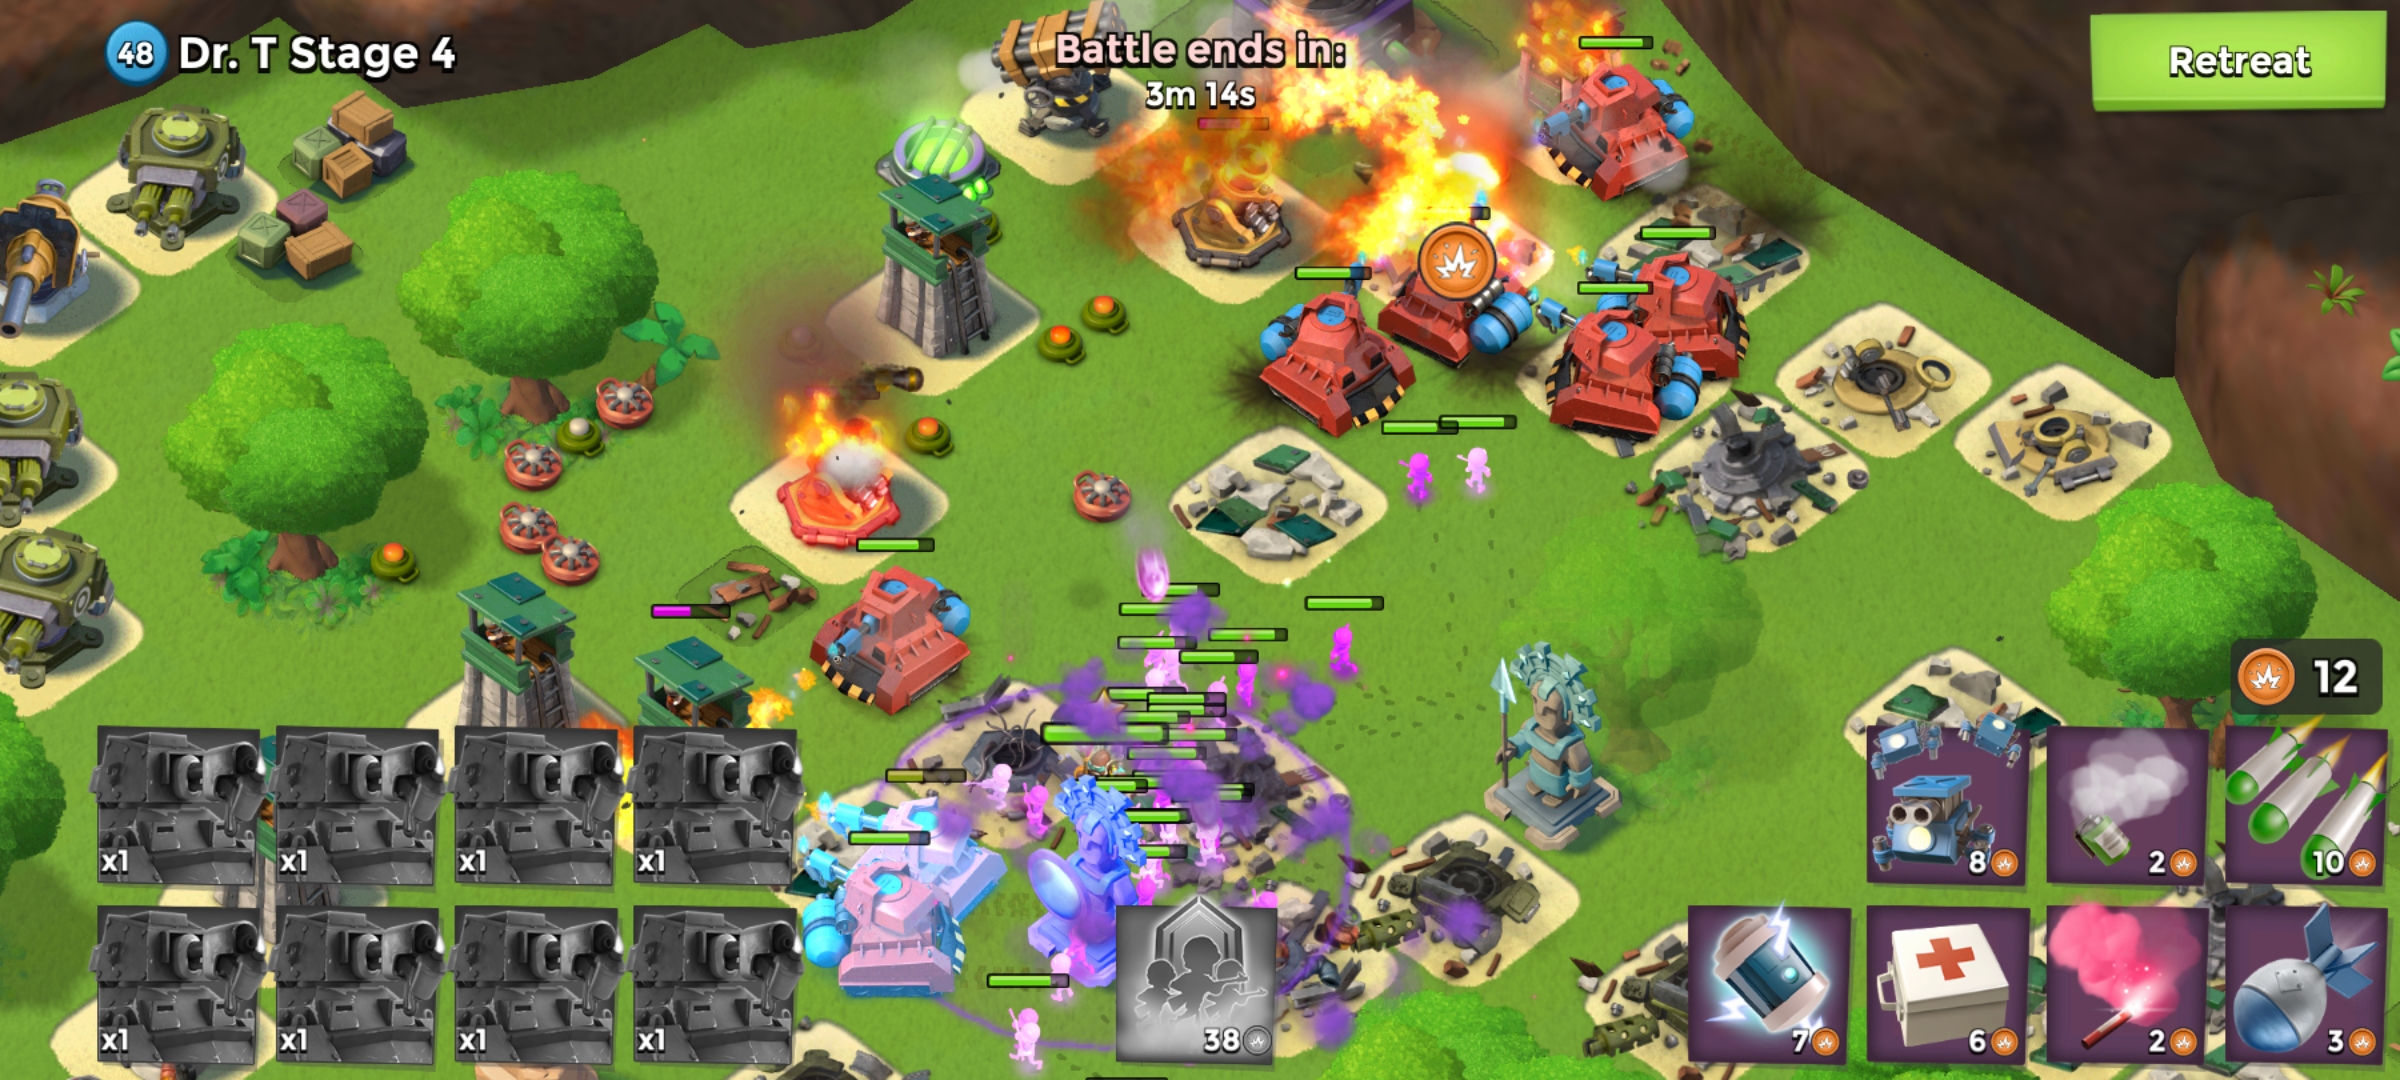 48 Dr. T Stage 4
Battle ends in:
3m 14s
Retreat
12
8
2
10
x1
x1
x1
x1
x1
x1
x1
x1
38
7
6
2
3